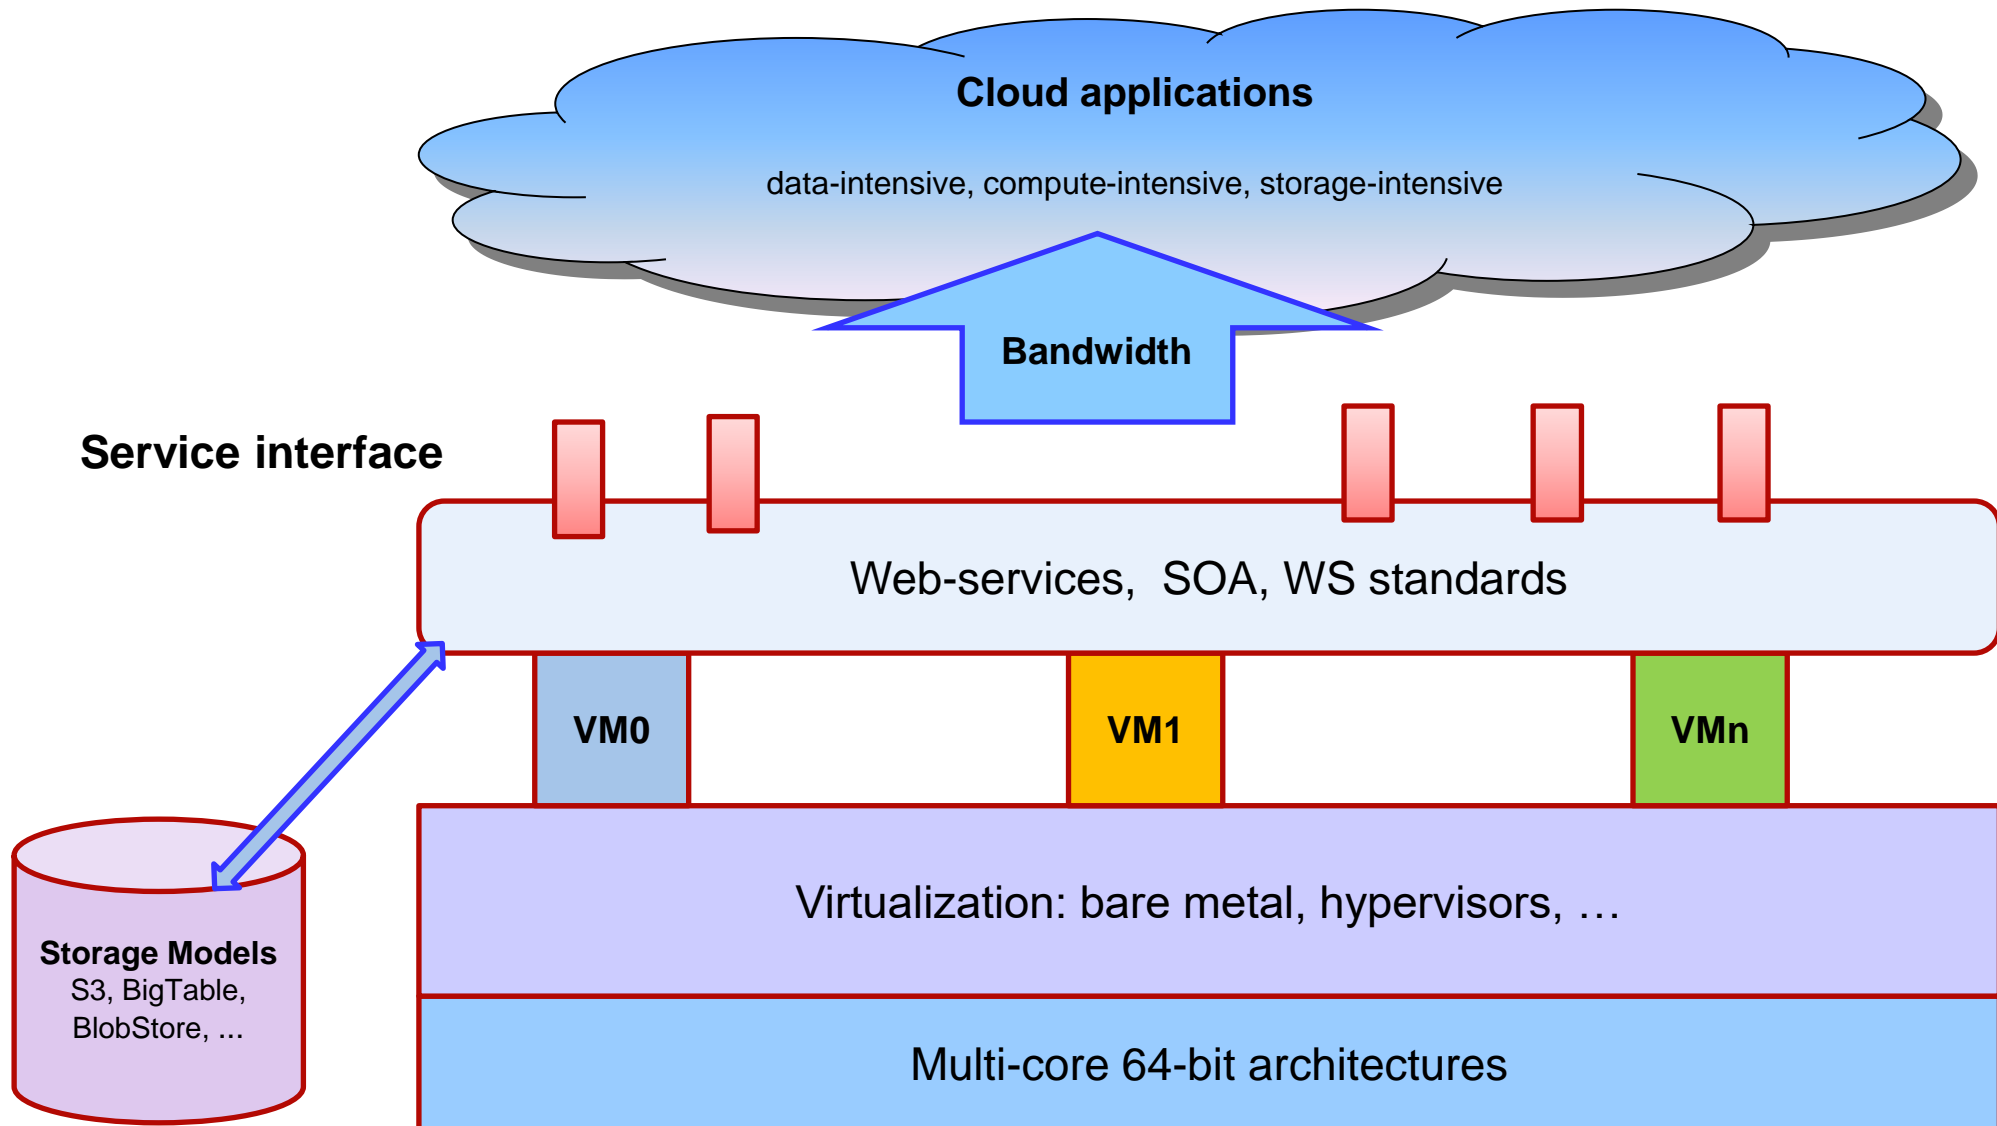 Cloud applications
data-intensive, compute-intensive, storage-intensive
Bandwidth
Service interface
Web-services,  SOA, WS standards
VM0
VM1
VMn
Virtualization: bare metal, hypervisors, …
Storage Models
S3, BigTable,
BlobStore, ...
Multi-core 64-bit architectures